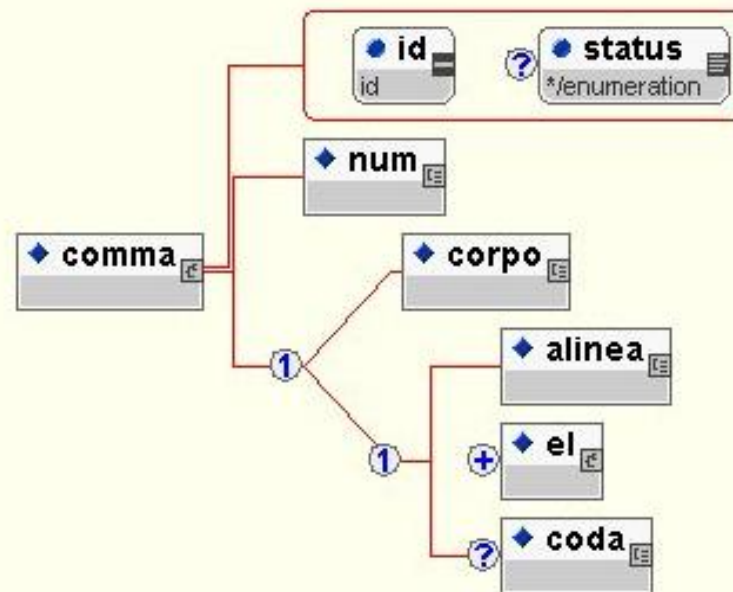 id
id
? status
*/enumeration
num
comma
corpo
1
alinea
1
+ el
? coda